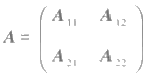 A = ( A₁₁ A₁₂
A₂₁ A₂₂ )